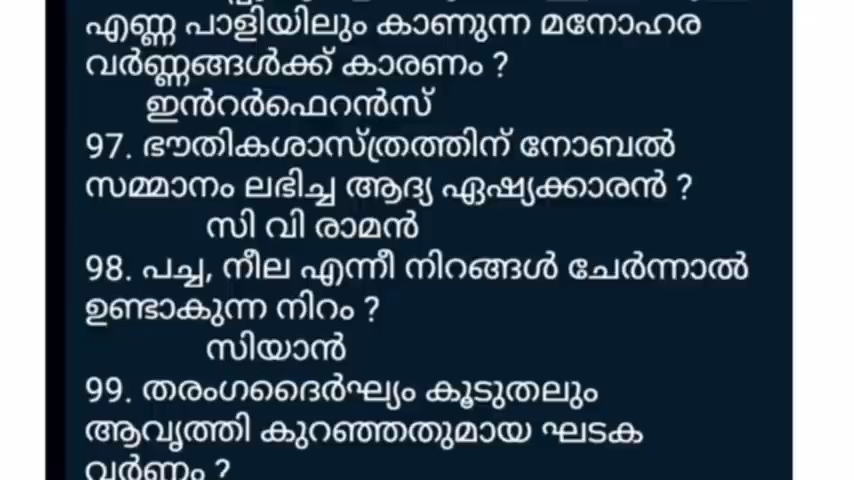 എണ്ണ പാളിയിലും കാണുന്ന മനോഹര
വർണ്ണങ്ങൾക്ക് കാരണം ?
ഇൻറർഫെറൻസ്
97. ഭൗതികശാസ്ത്രത്തിന് നോബൽ
സമ്മാനം ലഭിച്ച ആദ്യ ഏഷ്യക്കാരൻ ?
സി വി രാമൻ
98. പച്ച, നീല എന്നീ നിറങ്ങൾ ചേർന്നാൽ
ഉണ്ടാകുന്ന നിറം ?
സിയാൻ
99. തരംഗദൈർഘ്യം കൂടുതലും
ആവൃത്തി കുറഞ്ഞതുമായ ഘടക
വർണം ?